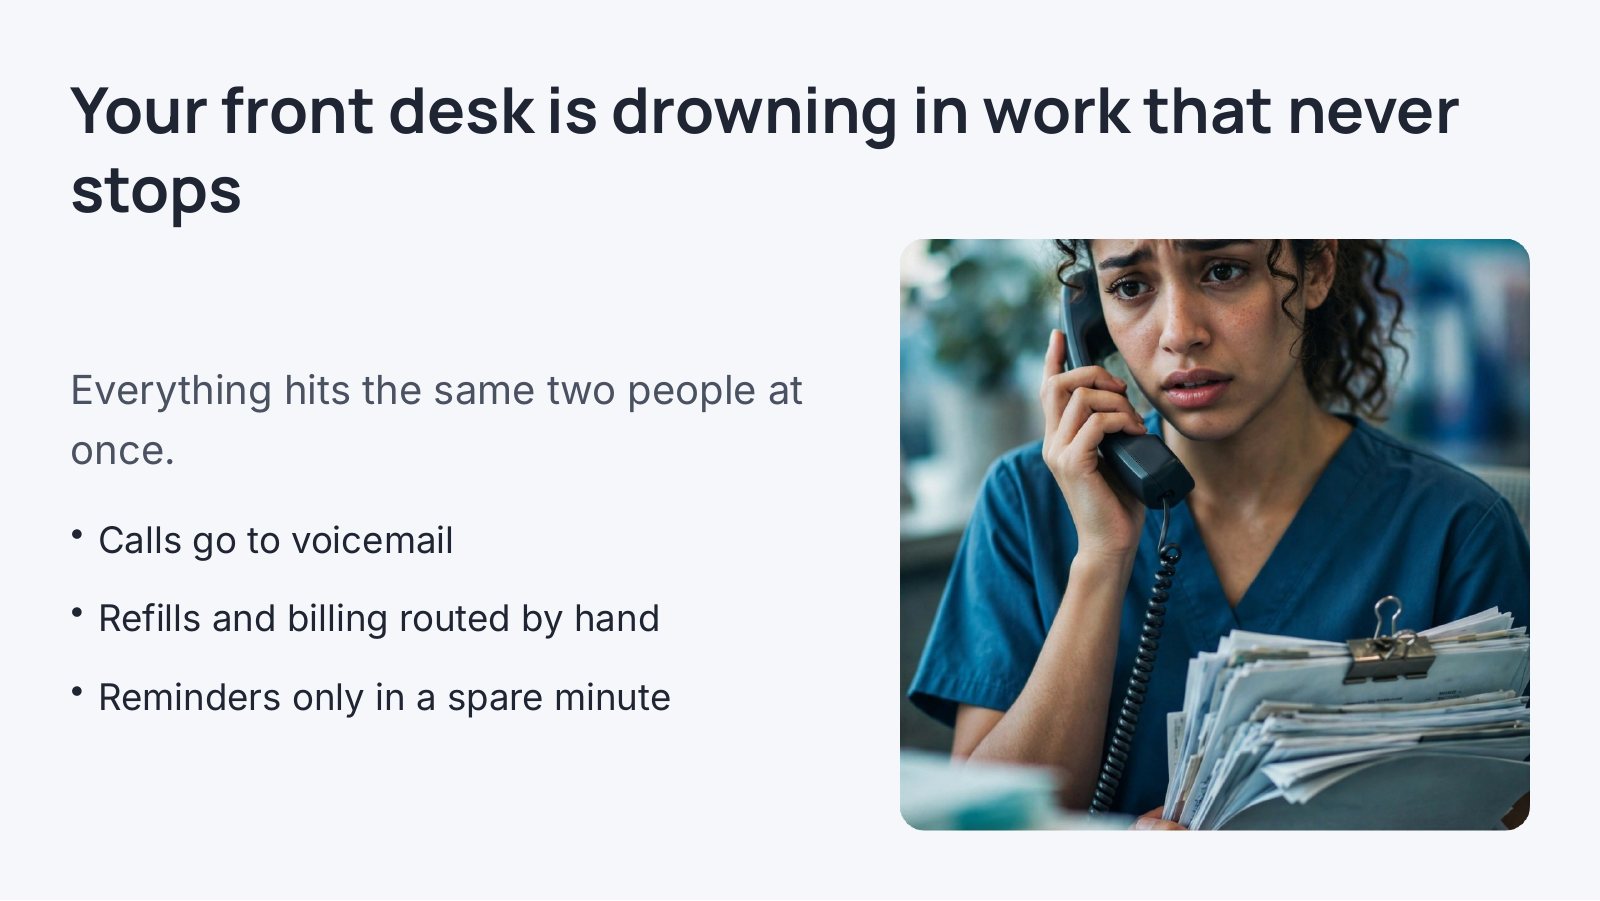 Your front desk is drowning in work that never
stops
Everything hits the same two people at
once.
• Calls go to voicemail
• Refills and billing routed by hand
• Reminders only in a spare minute